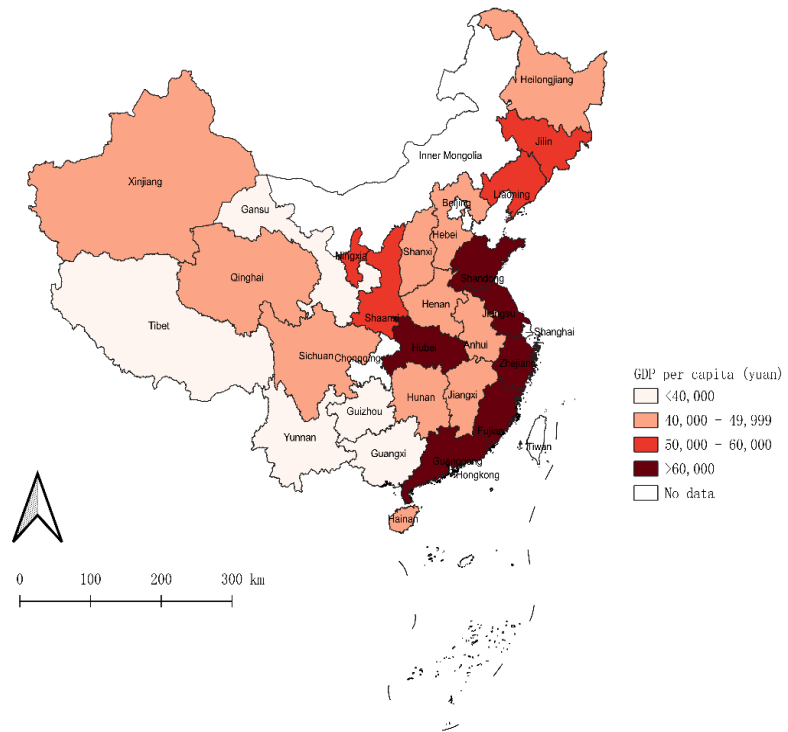 Heilongjiang
Jilin
Inner Mongolia
Liaoning
Xinjiang
Gansu
Beijing
Hebei
Ningxia
Shanxi
Qinghai
Shandong
Henan
Jiangsu
Shaanxi
Tibet
Shanghai
Anhui
Hubei
Sichuan
Chongqing
Zhejiang
GDP per capita (yuan)
<40,000
Hunan
Jiangxi
Guizhou
40,000 - 49,999
Fujian
Yunnan
50,000 - 60,000
Tiwan
Guangxi
Guangdong
>60,000
Hongkong
No data
Hainan
0 100 200 300 km